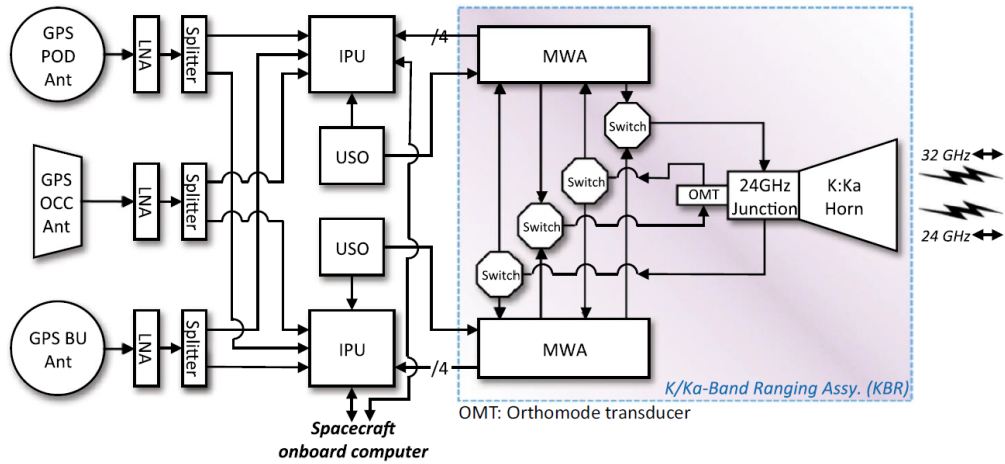 GPS
POD
Ant
LNA
Splitter
IPU
/4
MWA
Switch
USO
GPS
OCC
Ant
LNA
Splitter
Switch
OMT
24GHz
Junction
K:Ka
Horn
32 GHz
24 GHz
Switch
USO
Switch
GPS BU
Ant
LNA
Splitter
IPU
/4
MWA
K/Ka-Band Ranging Assy. (KBR)
OMT: Orthomode transducer
Spacecraft
onboard computer